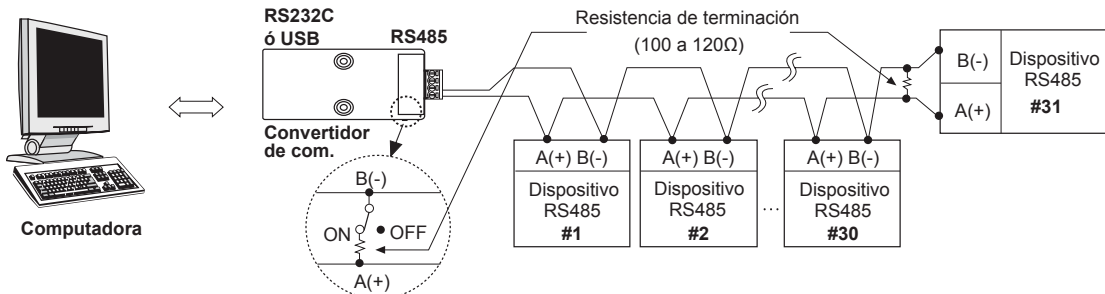 RS232C
ó USB
RS485
Convertidor
de com.
Computadora
Resistencia de terminación
(100 a 120Ω)
B(-)
A(+)
Dispositivo
RS485
#31
A(+) B(-)
Dispositivo
RS485
#1
A(+) B(-)
Dispositivo
RS485
#2
...
A(+) B(-)
Dispositivo
RS485
#30
B(-)
ON
OFF
A(+)